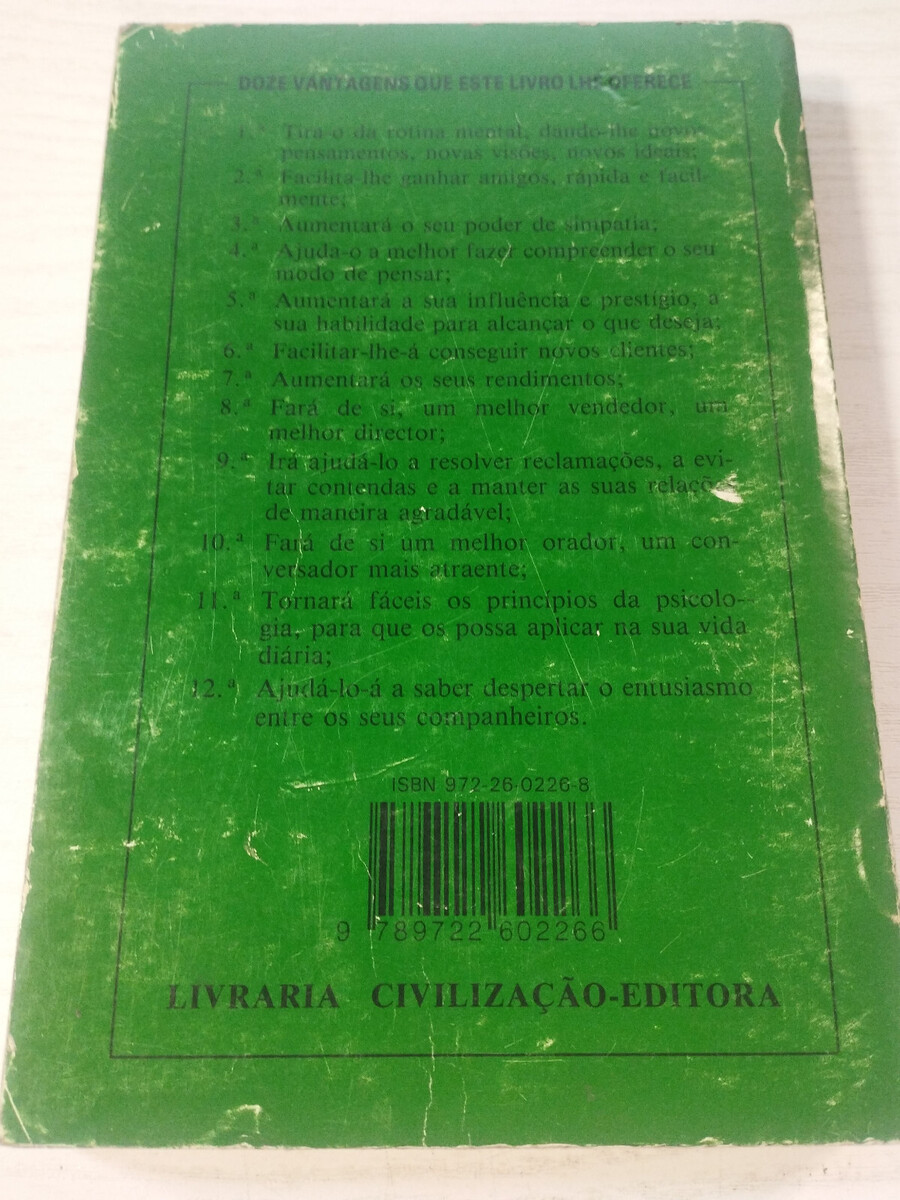 DOZE VANTAGENS QUE ESTE LIVRO LHE OFERECE
1.ª Tira-o da rotina mental, dando-lhe novos
pensamentos, novas visões, novos ideais;
2.ª Facilita-lhe ganhar amigos, rápida e facil-
mente;
3.ª Aumentará o seu poder de simpatia;
4.ª Ajuda-o a melhor fazer compreender o seu
modo de pensar;
5.ª Aumentará a sua influência e prestígio, a
sua habilidade para alcançar o que deseja;
6.ª Facilitar-lhe-á conseguir novos clientes;
7.ª Aumentará os seus rendimentos;
8.ª Fará de si, um melhor vendedor, um
melhor director;
9.ª Irá ajudá-lo a resolver reclamações, a evi-
tar contendas e a manter as suas relações
de maneira agradável;
10.ª Fará de si um melhor orador, um con-
versador mais atraente;
11.ª Tornará fáceis os princípios da psicolo-
gia, para que os possa aplicar na sua vida
diária;
12.ª Ajudá-lo-á a saber despertar o entusiasmo
entre os seus companheiros.
ISBN 972-26-0226-8
9 789722 602266
LIVRARIA CIVILIZAÇÃO-EDITORA